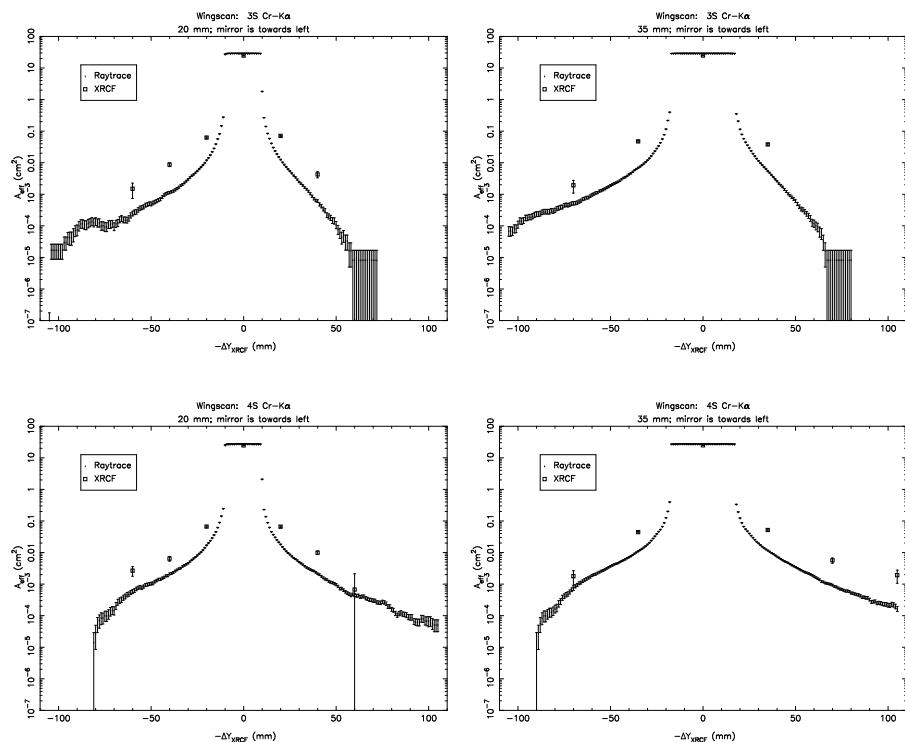 Wingscan: 3S Cr-Kα
20 mm; mirror is towards left
Raytrace
XRCF
A_eff (cm²)
100
10
1
0.1
0.01
10⁻³
10⁻⁴
10⁻⁵
10⁻⁶
10⁻⁷
−100 −50 0 50 100
−ΔY_XRCF (mm)
Wingscan: 3S Cr-Kα
35 mm; mirror is towards left
Raytrace
XRCF
A_eff (cm²)
100
10
1
0.1
0.01
10⁻³
10⁻⁴
10⁻⁵
10⁻⁶
10⁻⁷
−100 −50 0 50 100
−ΔY_XRCF (mm)
Wingscan: 4S Cr-Kα
20 mm; mirror is towards left
Raytrace
XRCF
A_eff (cm²)
100
10
1
0.1
0.01
10⁻³
10⁻⁴
10⁻⁵
10⁻⁶
10⁻⁷
−100 −50 0 50 100
−ΔY_XRCF (mm)
Wingscan: 4S Cr-Kα
35 mm; mirror is towards left
Raytrace
XRCF
A_eff (cm²)
100
10
1
0.1
0.01
10⁻³
10⁻⁴
10⁻⁵
10⁻⁶
10⁻⁷
−100 −50 0 50 100
−ΔY_XRCF (mm)